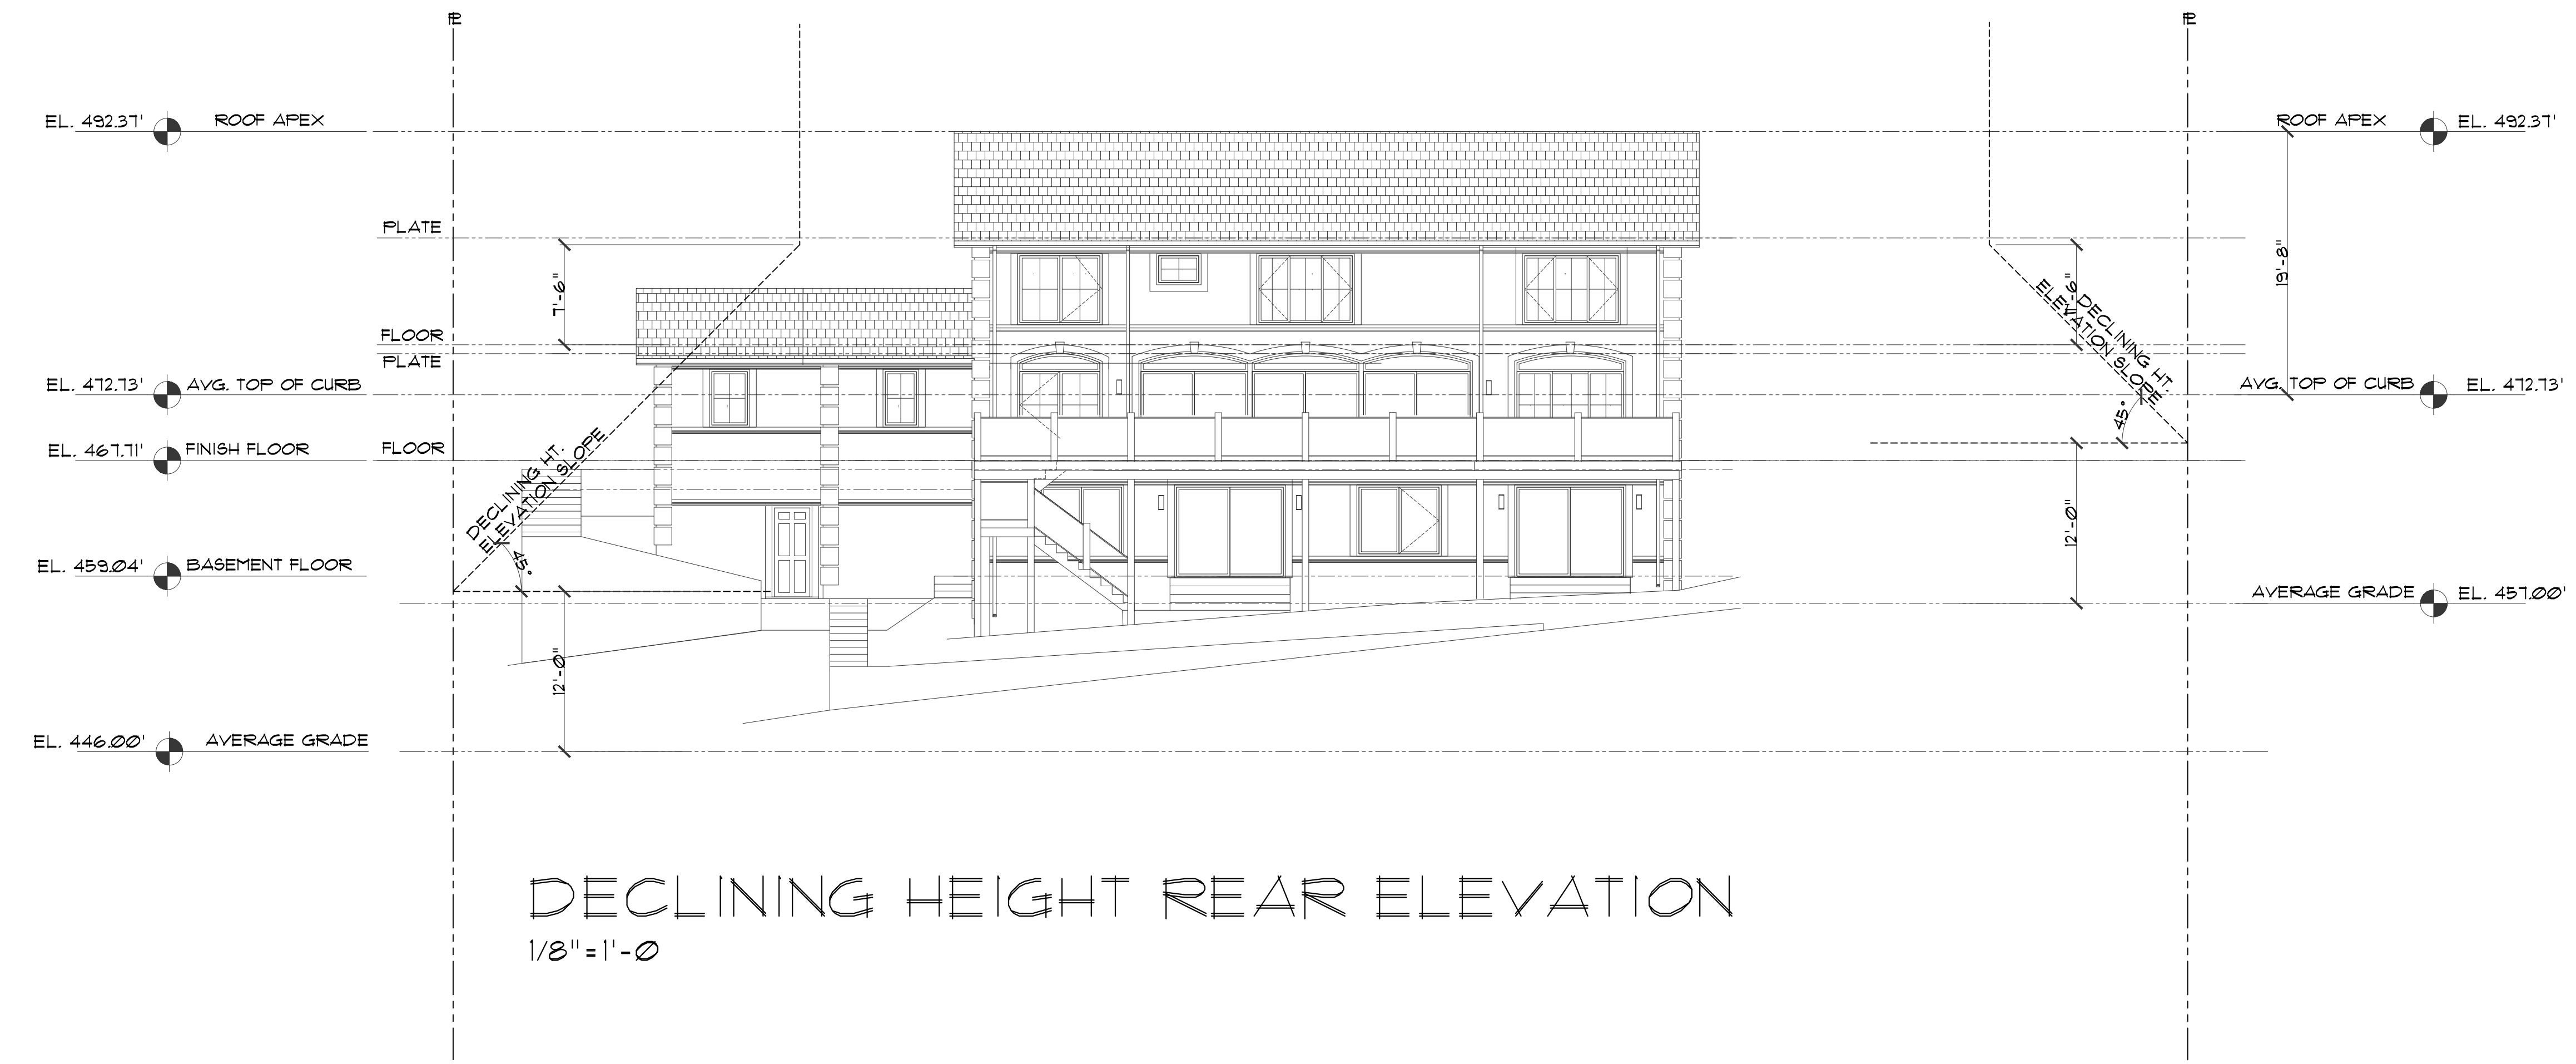 PL
PL
EL. 492.37'
ROOF APEX
ROOF APEX
EL. 492.37'
PLATE
7'-6"
19'-8"
FLOOR
PLATE
DECLINING HT.
ELEVATION SLOPE
45°
EL. 472.73'
AVG. TOP OF CURB
AVG. TOP OF CURB
EL. 472.73'
EL. 467.71'
FINISH FLOOR
FLOOR
DECLINING HT.
ELEVATION SLOPE
45°
12'-0"
EL. 459.04'
BASEMENT FLOOR
AVERAGE GRADE
EL. 457.00'
12'-0"
EL. 446.00'
AVERAGE GRADE
DECLINING HEIGHT REAR ELEVATION
1/8"=1'-0